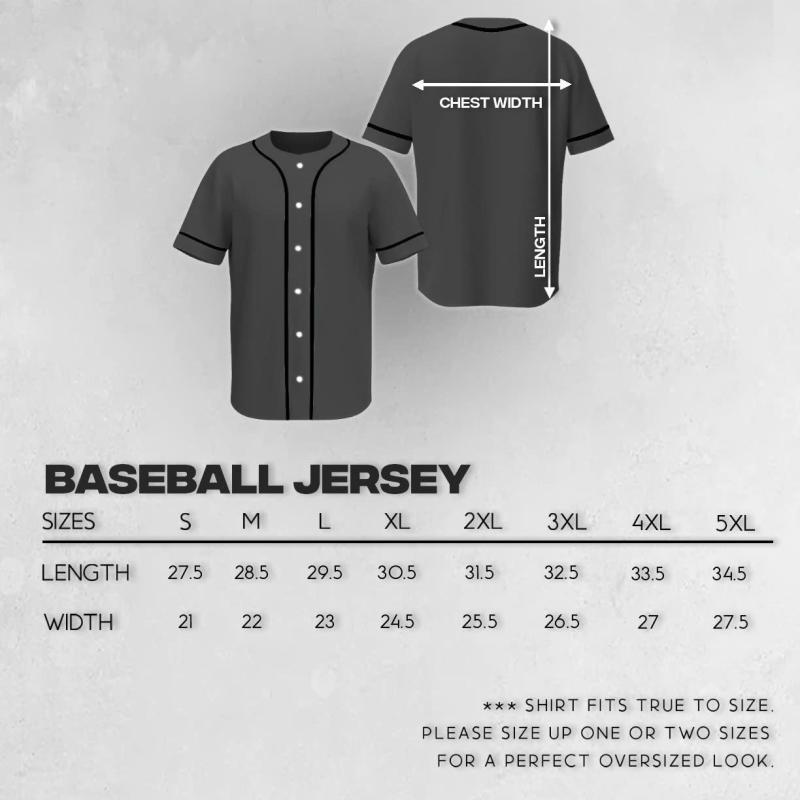 CHEST WIDTH
LENGTH
BASEBALL JERSEY
SIZES S M L XL 2XL 3XL 4XL 5XL
LENGTH 27.5 28.5 29.5 30.5 31.5 32.5 33.5 34.5
WIDTH 21 22 23 24.5 25.5 26.5 27 27.5
*** SHIRT FITS TRUE TO SIZE.
PLEASE SIZE UP ONE OR TWO SIZES
FOR A PERFECT OVERSIZED LOOK.